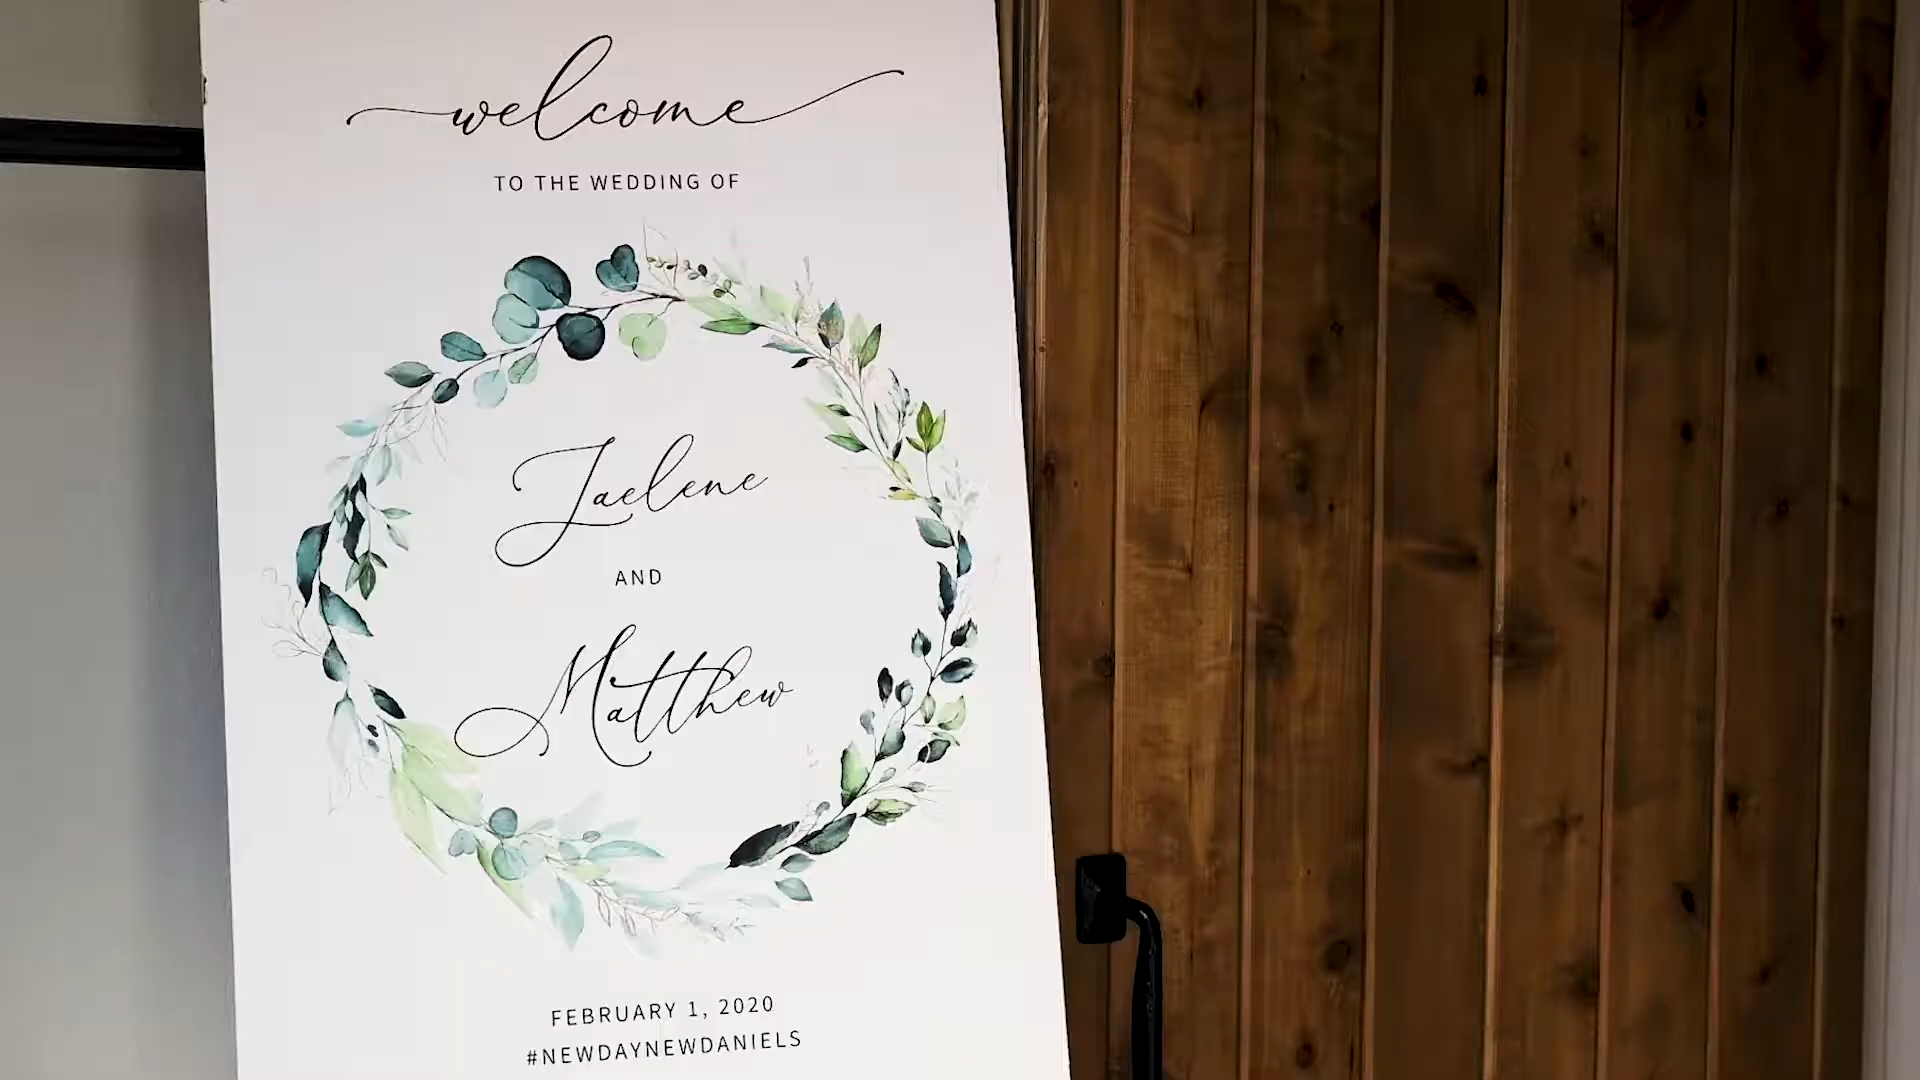 welcome
TO THE WEDDING OF
Jaelene
AND
Matthew
FEBRUARY 1, 2020
#NEWDAYNEWDANIELS